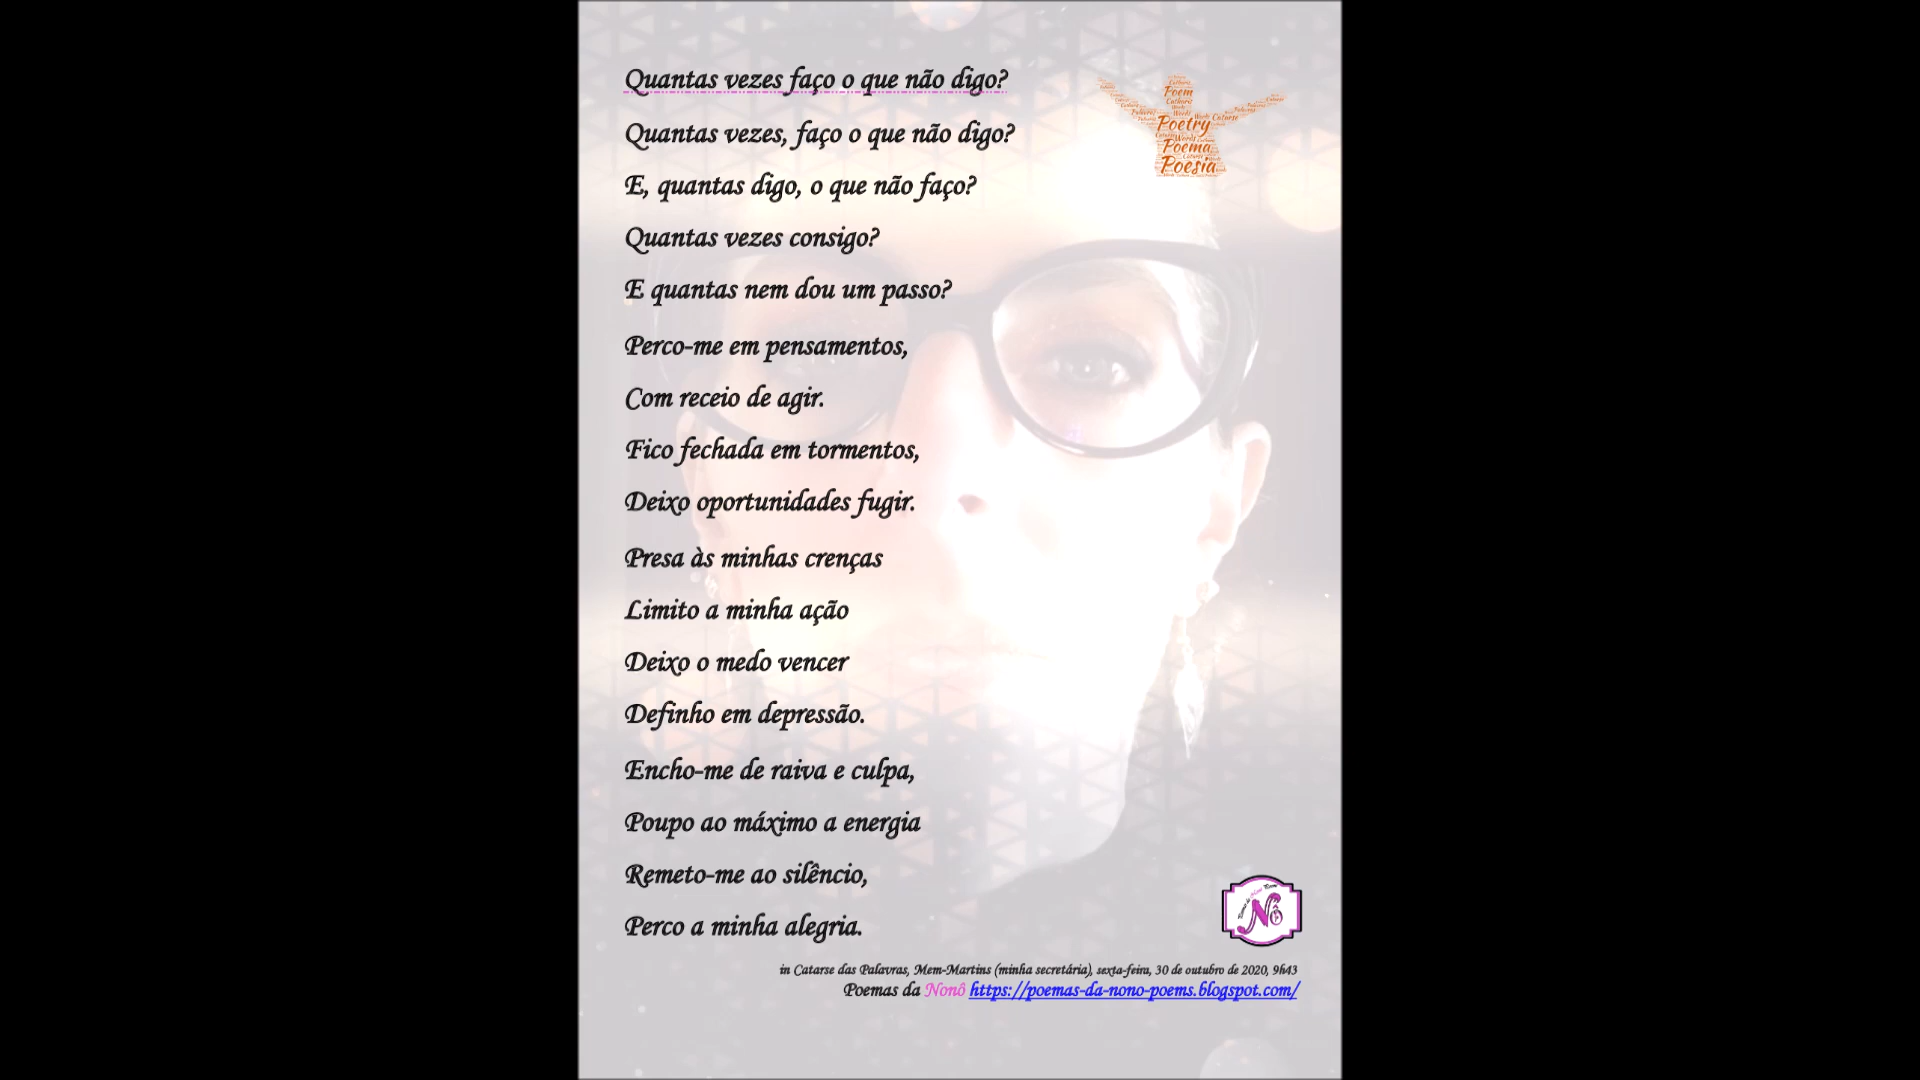 Quantas vezes faço o que não digo?
Poem
Catharse
Words
Poetry
Catarse
Words
Poema
Poesia
Quantas vezes, faço o que não digo?
E, quantas digo, o que não faço?
Quantas vezes consigo?
E quantas nem dou um passo?
Perco-me em pensamentos,
Com receio de agir.
Fico fechada em tormentos,
Deixo oportunidades fugir.
Presa às minhas crenças
Limito a minha ação
Deixo o medo vencer
Definho em depressão.
Encho-me de raiva e culpa,
Poupo ao máximo a energia
Remeto-me ao silêncio,
Perco a minha alegria.
Nô
in Catarse das Palavras, Mem-Martins (minha secretária), sexta-feira, 30 de outubro de 2020, 9h43
Poemas da Nonô https://poemas-da-nono-poems.blogspot.com/